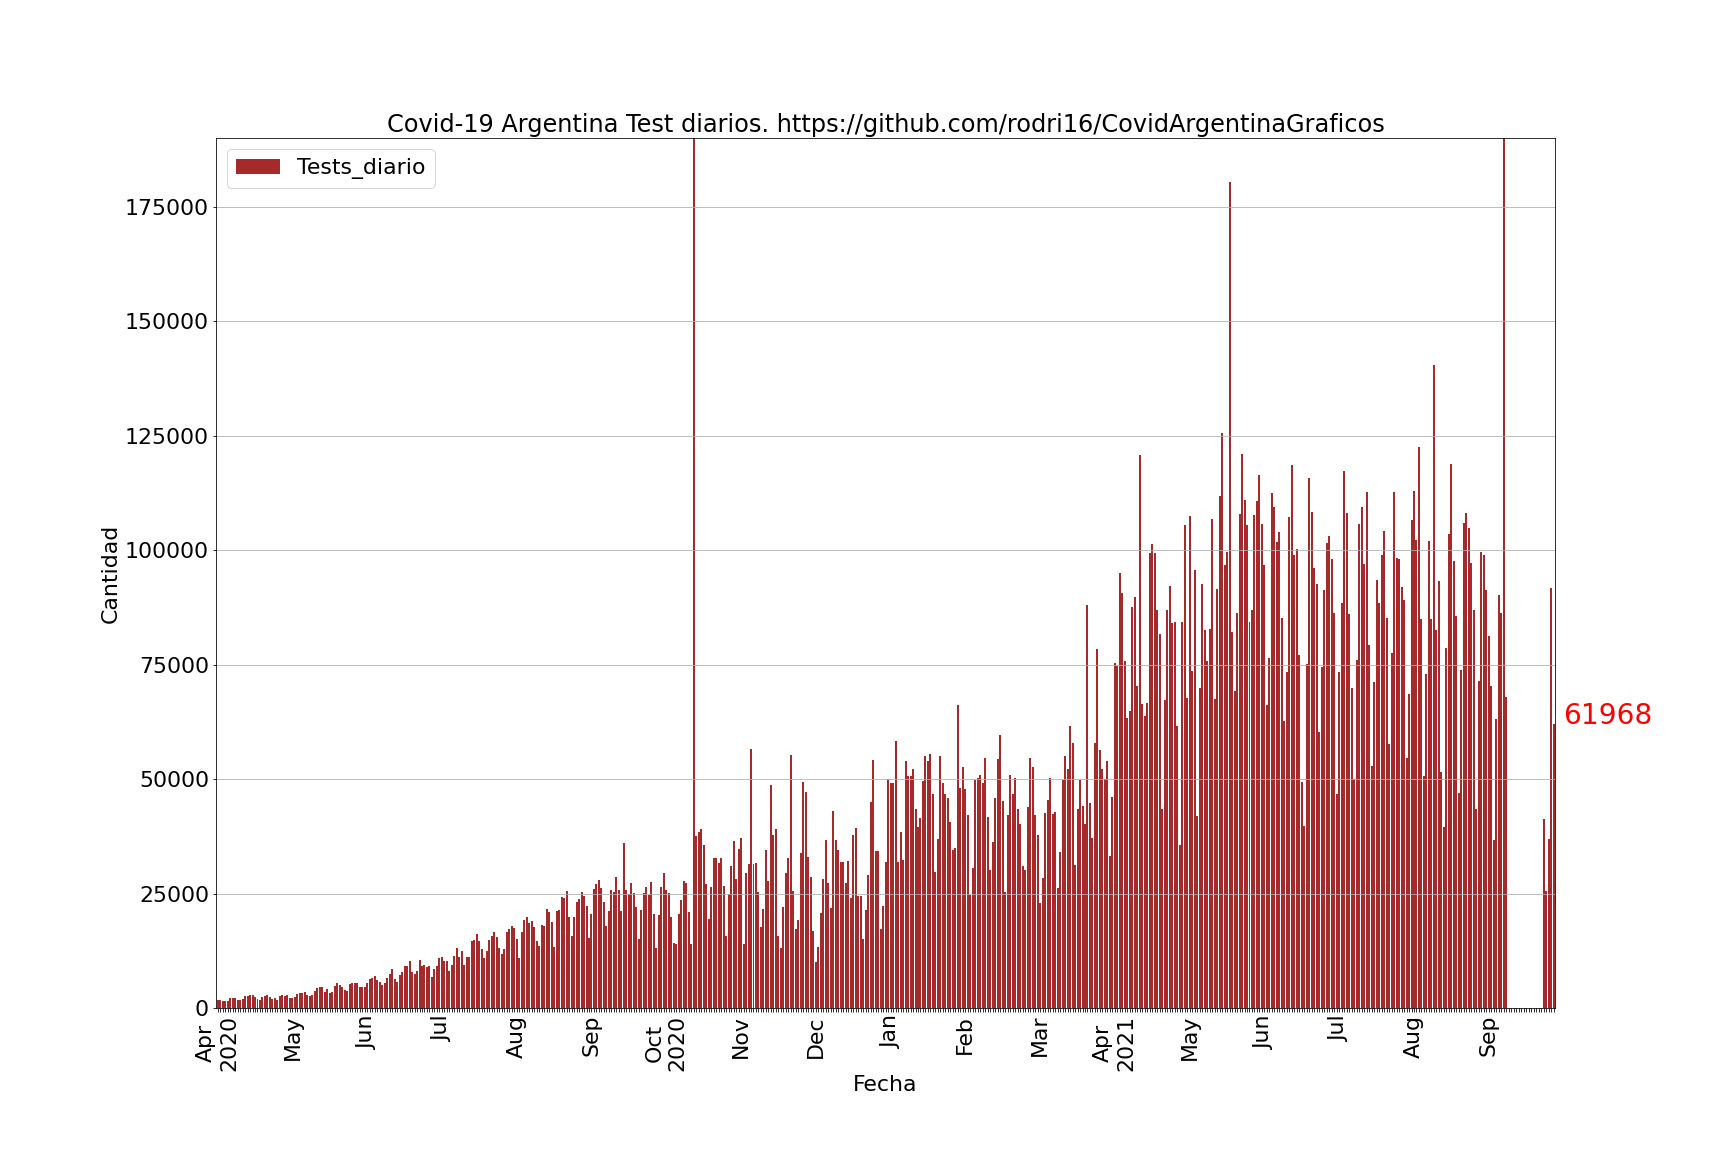 Covid-19 Argentina Test diarios. https://github.com/rodri16/CovidArgentinaGraficos
Tests_diario
175000
150000
125000
100000
75000
50000
25000
0
Cantidad
61968
Apr
2020
May
Jun
Jul
Aug
Sep
Oct
2020
Nov
Dec
Jan
Feb
Mar
Apr
2021
May
Jun
Jul
Aug
Sep
Fecha